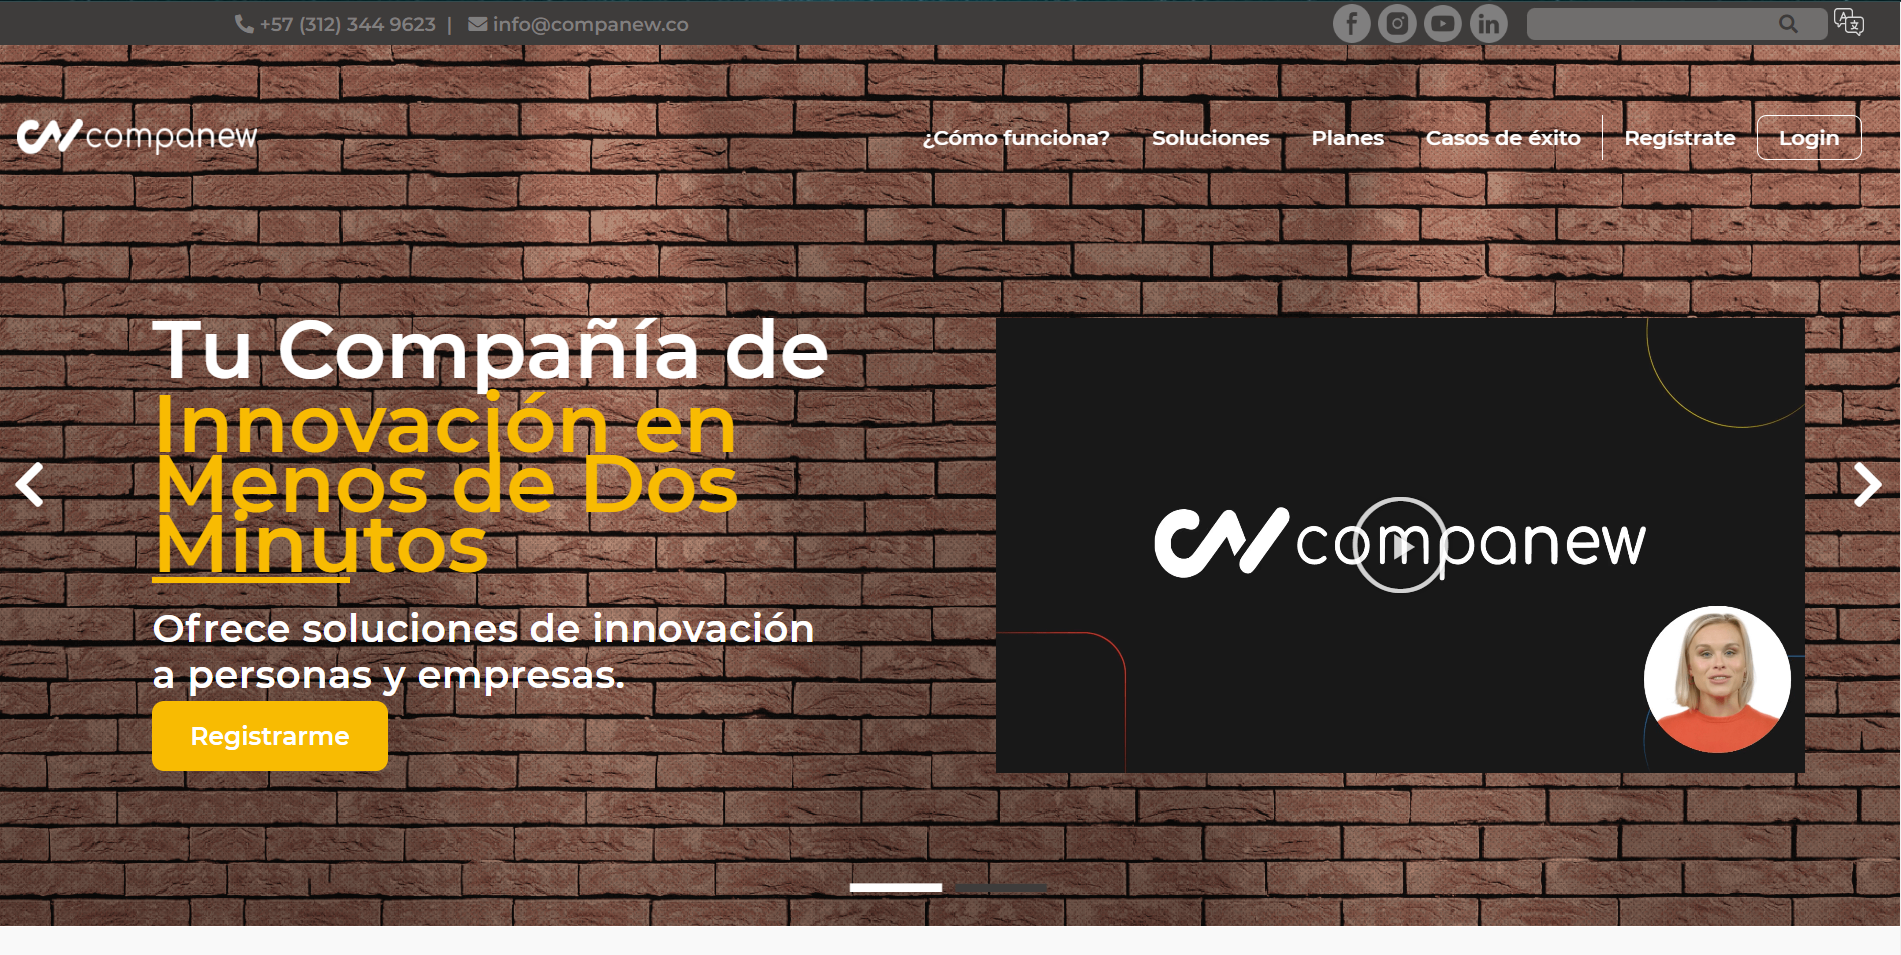 +57 (312) 344 9623 | info@companew.co
companew
¿Cómo funciona? Soluciones Planes Casos de éxito Regístrate Login
Tu Compañía de
Innovación en
Menos de Dos
Minutos
Ofrece soluciones de innovación
a personas y empresas.
Registrarme
companew